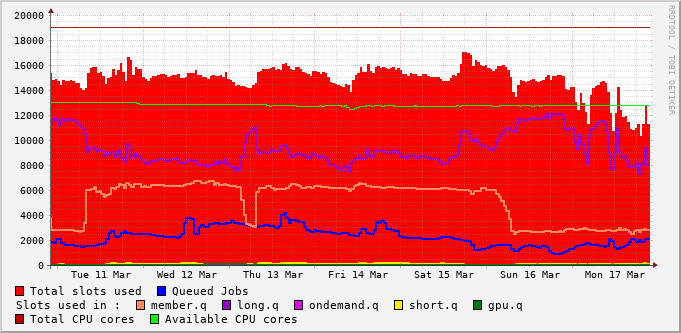 20000
18000
16000
14000
12000
10000
8000
6000
4000
2000
0
Tue 11 Mar Wed 12 Mar Thu 13 Mar Fri 14 Mar Sat 15 Mar Sun 16 Mar Mon 17 Mar
Total slots used Queued Jobs
Slots used in : member.q long.q ondemand.q short.q gpu.q
Total CPU cores Available CPU cores
RRDTOOL / TOBI OETIKER